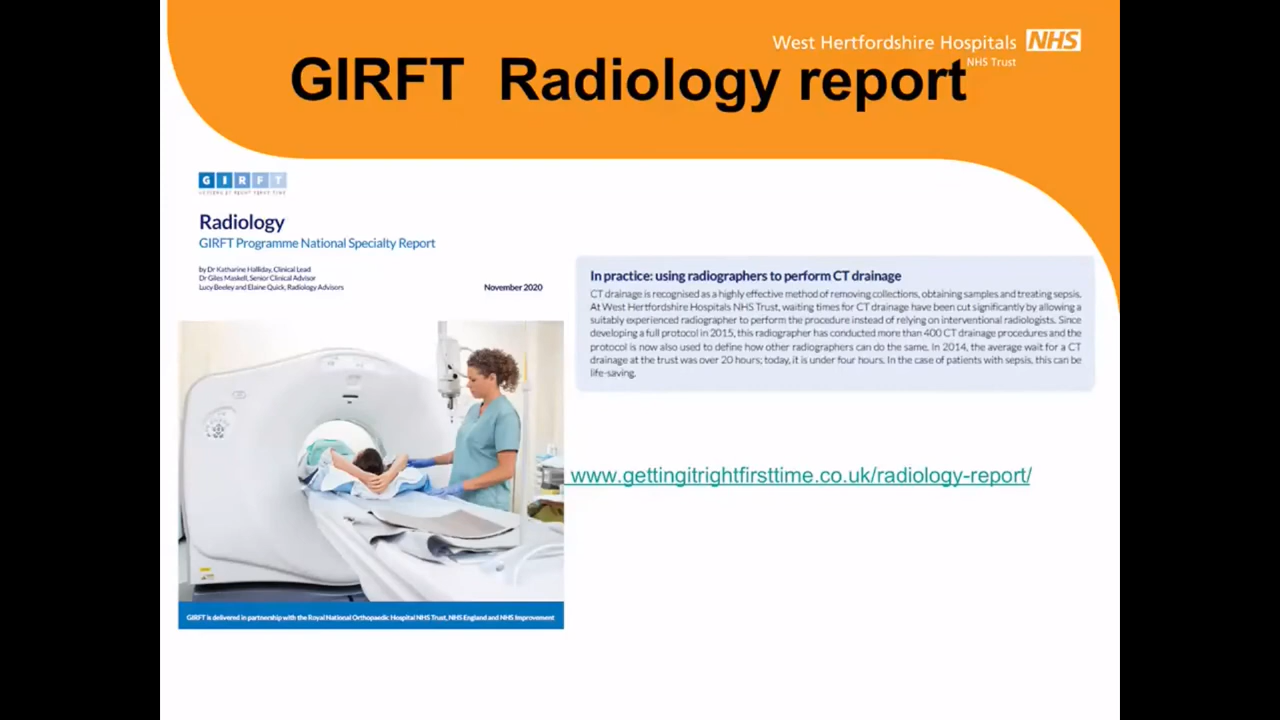 West Hertfordshire Hospitals NHS
NHS Trust
GIRFT Radiology report
GIRFT
Radiology
GIRFT Programme National Specialty Report
by Dr Katharine Halliday, Clinical Lead
Dr Giles Maskell, Senior Clinical Advisor
Lucy Beeley and Elaine Quick, Radiology Advisors
November 2020
In practice: using radiographers to perform CT drainage
CT drainage is recognised as a highly effective method of removing collections, obtaining samples and treating sepsis.
At West Hertfordshire Hospitals NHS Trust, waiting times for CT drainage have been cut significantly by allowing a
suitably experienced radiographer to perform the procedure instead of relying on interventional radiologists. Since
developing a full protocol in 2015, this radiographer has conducted more than 400 CT drainage procedures and the
protocol is now also used to define how other radiographers can do the same. In 2014, the average wait for a CT
drainage at the trust was over 20 hours; today, it is under four hours. In the case of patients with sepsis, this can be
life-saving.
www.gettingitrightfirsttime.co.uk/radiology-report/
GIRFT is delivered in partnership with the Royal National Orthopaedic Hospital NHS Trust, NHS England and NHS Improvement